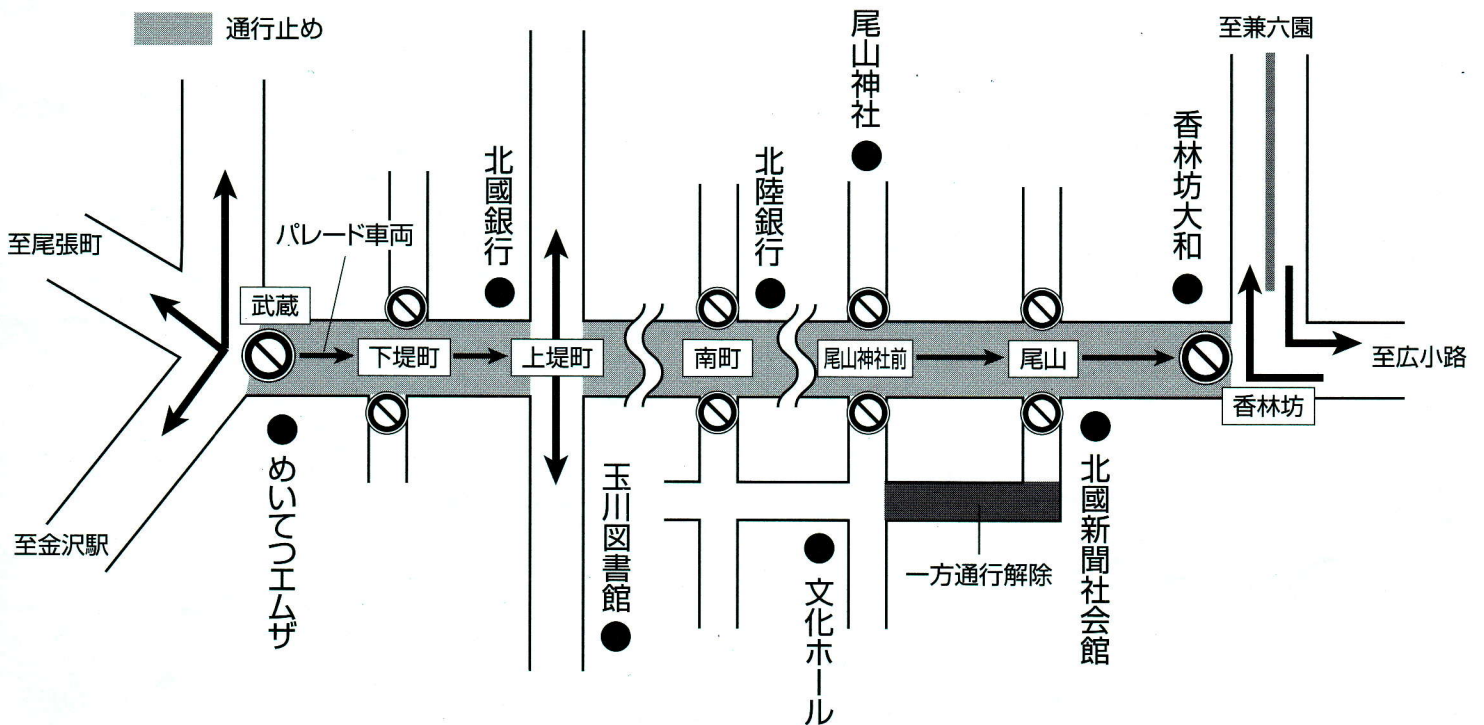 通行止め
尾山神社
至兼六園
香林坊大和
北國銀行
北陸銀行
パレード車両
至尾張町
武蔵
下堤町
上堤町
南町
尾山神社前
尾山
至広小路
香林坊
めいてつエムザ
玉川図書館
文化ホール
北國新聞社会館
一方通行解除
至金沢駅